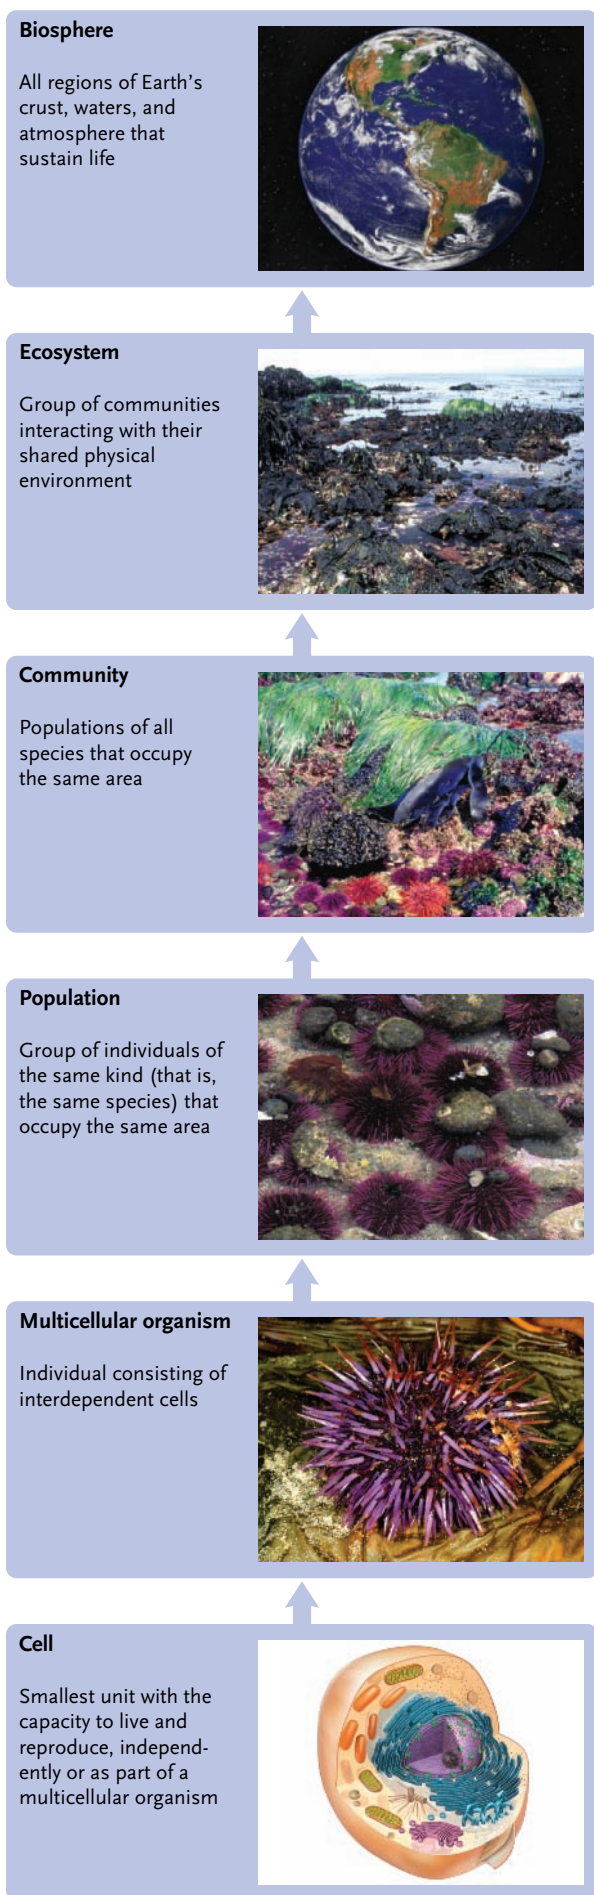 Biosphere
All regions of Earth’s
crust, waters, and
atmosphere that
sustain life
Ecosystem
Group of communities
interacting with their
shared physical
environment
Community
Populations of all
species that occupy
the same area
Population
Group of individuals of
the same kind (that is,
the same species) that
occupy the same area
Multicellular organism
Individual consisting of
interdependent cells
Cell
Smallest unit with the
capacity to live and
reproduce, independ-
ently or as part of a
multicellular organism